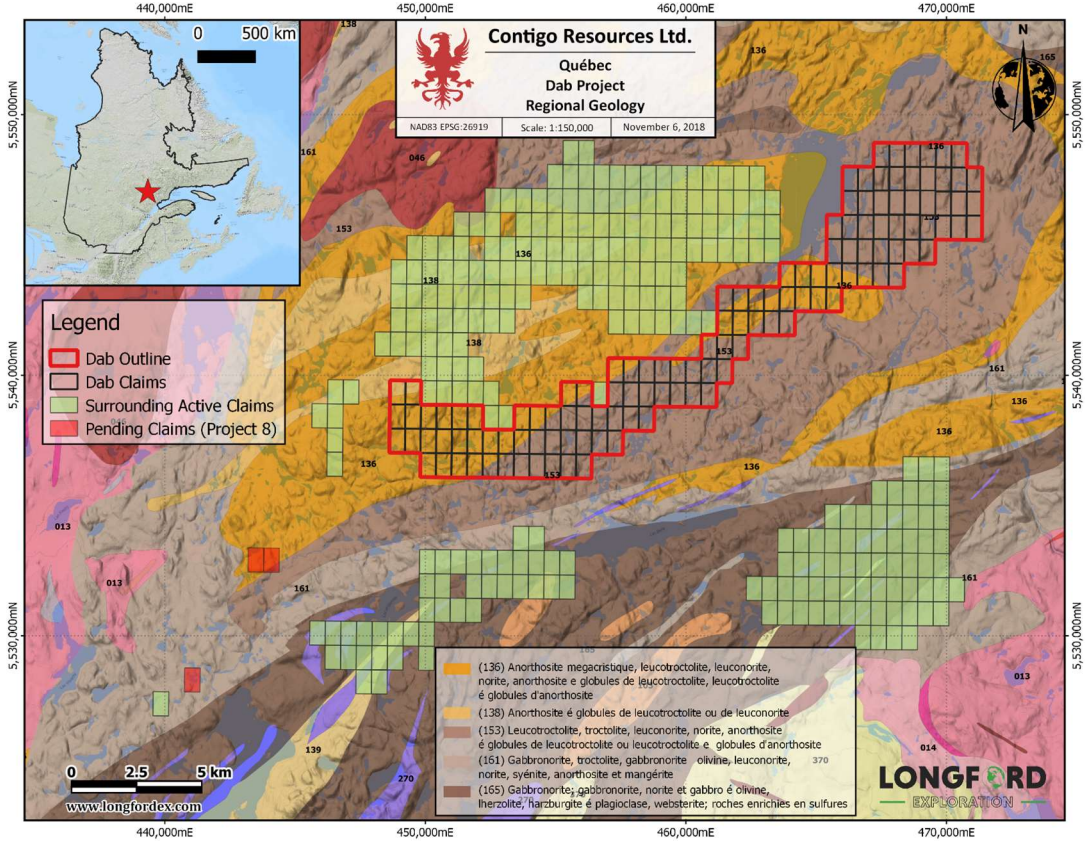 440,000mE
450,000mE
460,000mE
470,000mE
0 500 km
Contigo Resources Ltd.
Québec
Dab Project
Regional Geology
NAD83 EPSG:26919
Scale: 1:150,000
November 6, 2018
N
138
136
165
5,550,000mN
5,550,000mN
161
046
136
153
153
136
138
136
138
153
161
Legend
Dab Outline
Dab Claims
Surrounding Active Claims
Pending Claims (Project 8)
5,540,000mN
5,540,000mN
136
136
136
136
153
013
013
161
161
5,530,000mN
5,530,000mN
165
013
165
(136) Anorthosite megacristique, leucotroctolite, leuconorite,
norite, anorthosite e globules de leucotroctolite, leucotroctolite
é globules d'anorthosite
(138) Anorthosite é globules de leucotroctolite ou de leuconorite
(153) Leucotroctolite, troctolite, leuconorite, norite, anorthosite
é globules de leucotroctolite ou leucotroctolite e globules d'anorthosite
(161) Gabbronorite, troctolite, gabbronorite olivine, leuconorite,
norite, syénite, anorthosite et mangérite
(165) Gabbronorite; gabbronorite, norite et gabbro é olivine,
lherzolite, harzburgite é plagioclase, websterite; roches enrichies en sulfures
139
270
370
014
0 2.5 5 km
www.longfordex.com
LONGFORD
EXPLORATION
440,000mE
450,000mE
460,000mE
470,000mE